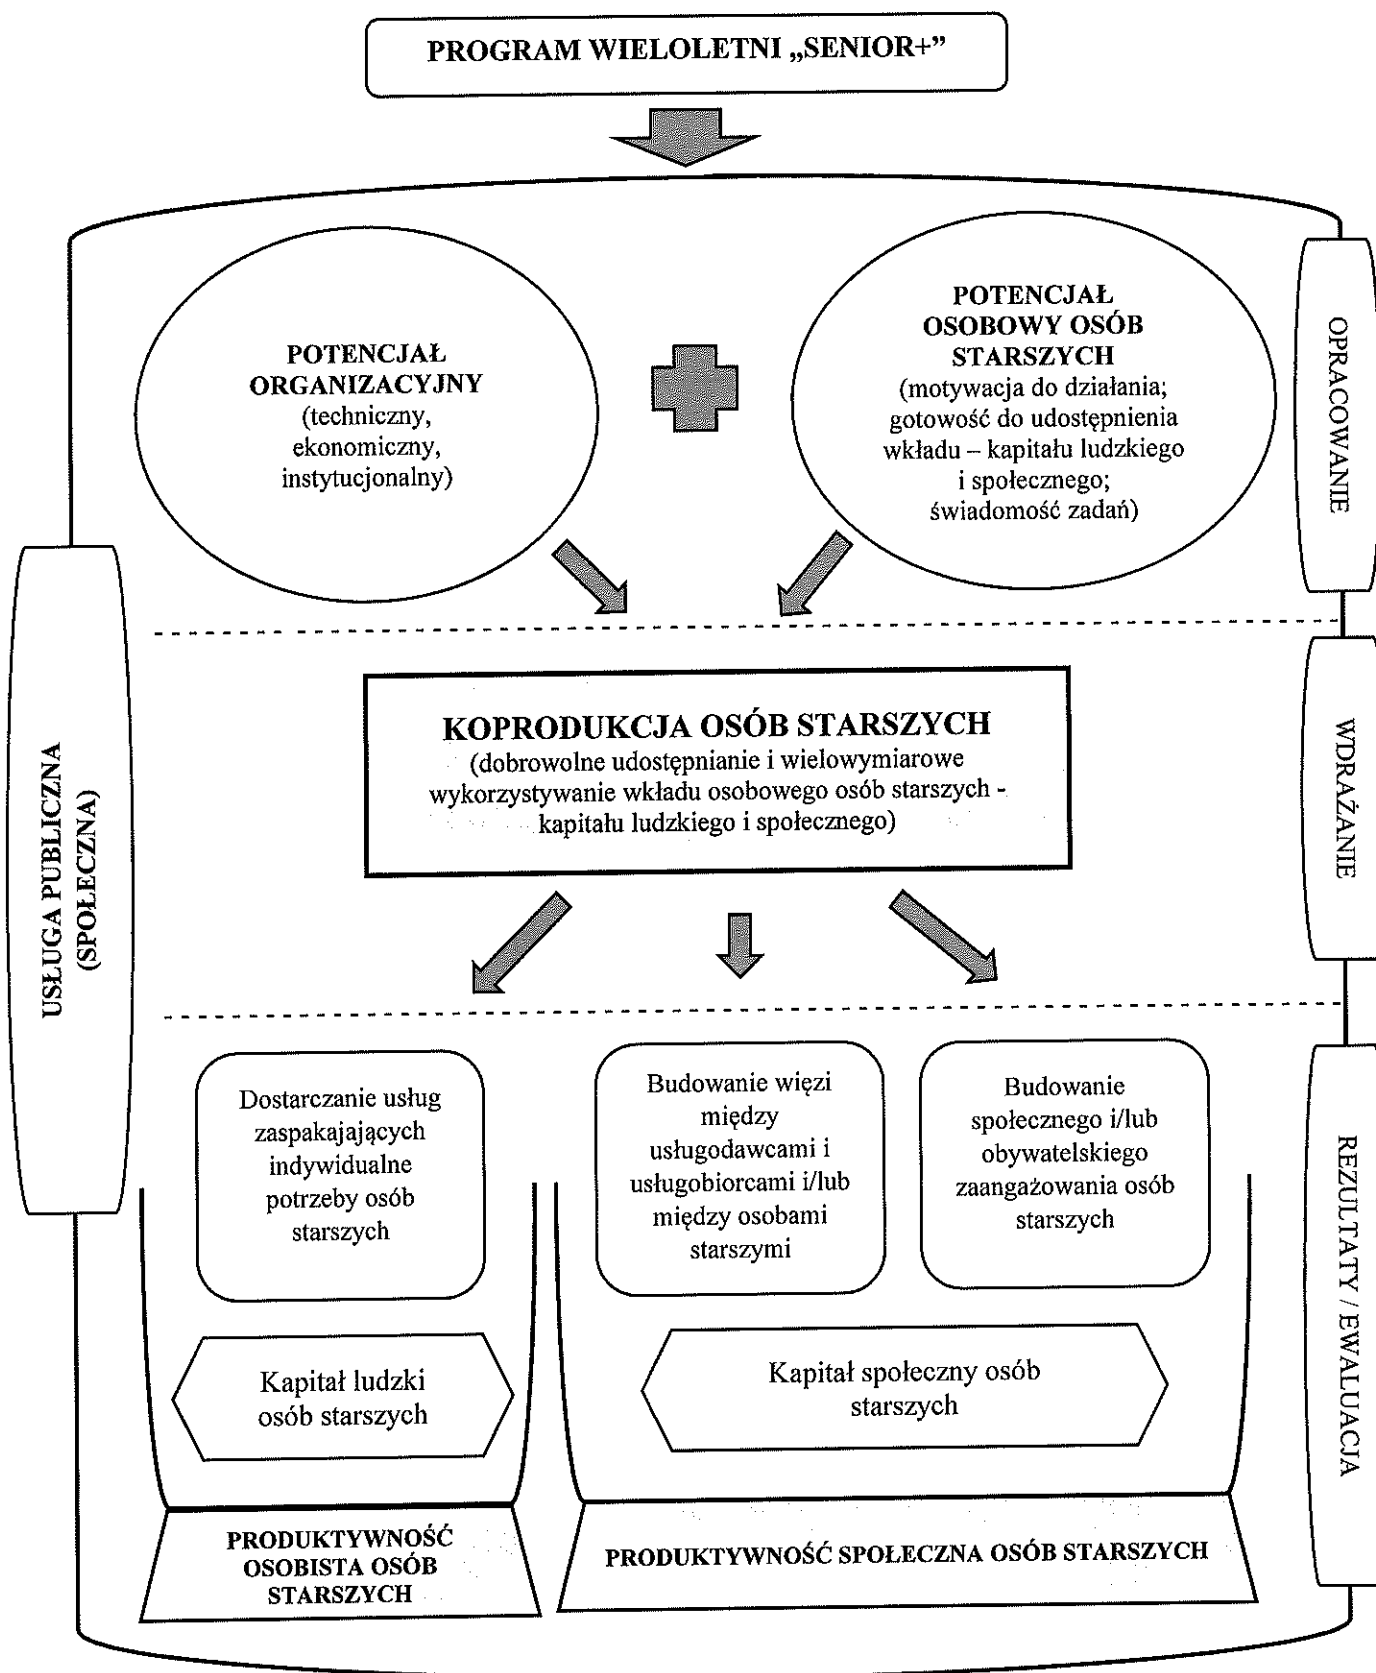 PROGRAM WIELOLETNI „SENIOR+”
POTENCJAŁ
ORGANIZACYJNY
(techniczny,
ekonomiczny,
instytucjonalny)
POTENCJAŁ
OSOBOWY OSÓB
STARSZYCH
(motywacja do działania;
gotowość do udostępnienia
wkładu – kapitału ludzkiego
i społecznego;
świadomość zadań)
OPRACOWANIE
USŁUGA PUBLICZNA
(SPOŁECZNA)
KOPRODUKCJA OSÓB STARSZYCH
(dobrowolne udostępnianie i wielowymiarowe
wykorzystywanie wkładu osobowego osób starszych -
kapitału ludzkiego i społecznego)
WDRAŻANIE
Dostarczanie usług
zaspakajających
indywidualne
potrzeby osób
starszych
Budowanie więzi
między
usługodawcami i
usługobiorcami i/lub
między osobami
starszymi
Budowanie
społecznego i/lub
obywatelskiego
zaangażowania osób
starszych
REZULTATY / EWALUACJA
Kapitał ludzki
osób starszych
Kapitał społeczny osób
starszych
PRODUKTYWNOŚĆ
OSOBISTA OSÓB
STARSZYCH
PRODUKTYWNOŚĆ SPOŁECZNA OSÓB STARSZYCH